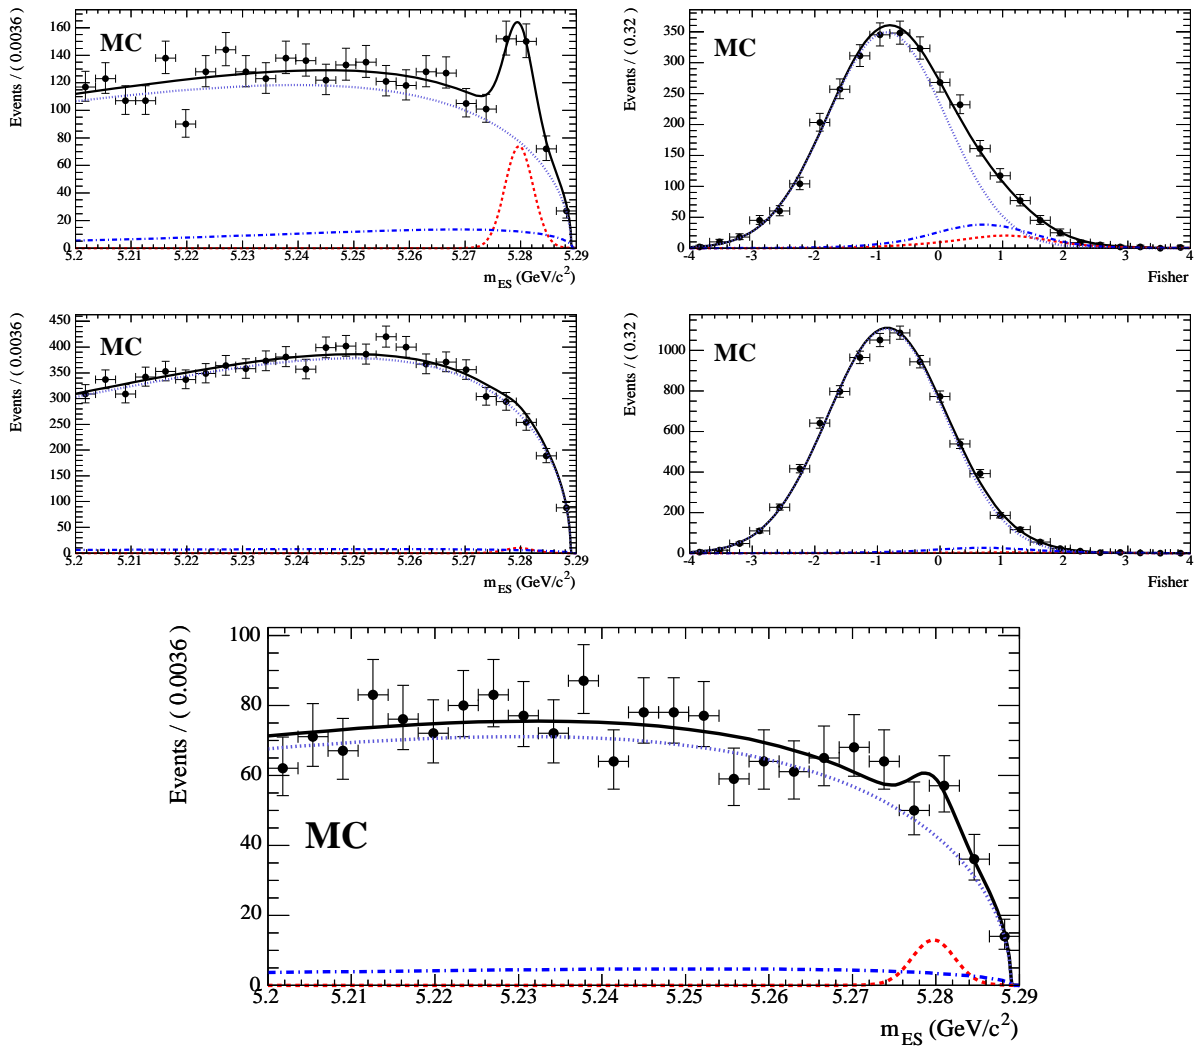 Events / ( 0.0036 )
MC
160
140
120
100
80
60
40
20
0
5.2 5.21 5.22 5.23 5.24 5.25 5.26 5.27 5.28 5.29
m_ES (GeV/c^2)
Events / ( 0.32 )
MC
350
300
250
200
150
100
50
0
-4 -3 -2 -1 0 1 2 3 4
Fisher
Events / ( 0.0036 )
MC
450
400
350
300
250
200
150
100
50
0
5.2 5.21 5.22 5.23 5.24 5.25 5.26 5.27 5.28 5.29
m_ES (GeV/c^2)
Events / ( 0.32 )
MC
1000
800
600
400
200
0
-4 -3 -2 -1 0 1 2 3 4
Fisher
Events / ( 0.0036 )
100
80
60
MC
40
20
0
5.2 5.21 5.22 5.23 5.24 5.25 5.26 5.27 5.28 5.29
m_ES (GeV/c^2)